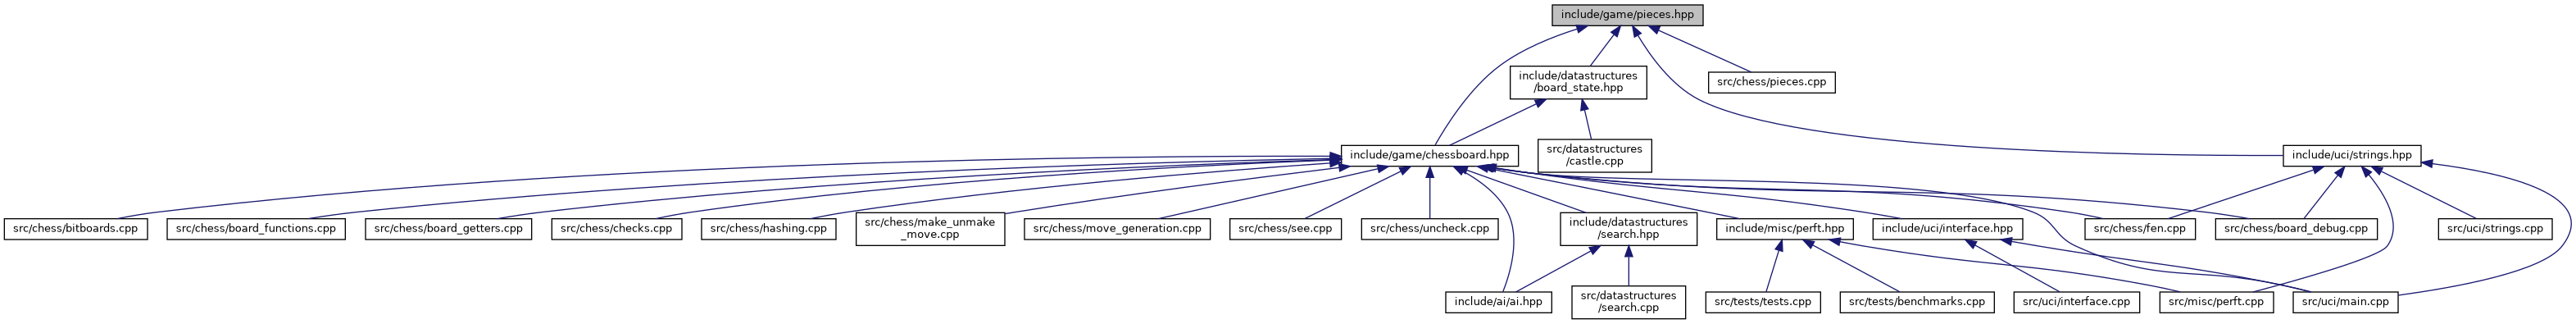 include/game/pieces.hpp
include/datastructures
/board_state.hpp
src/chess/pieces.cpp
include/game/chessboard.hpp
src/datastructures
/castle.cpp
include/uci/strings.hpp
src/chess/bitboards.cpp
src/chess/board_functions.cpp
src/chess/board_getters.cpp
src/chess/checks.cpp
src/chess/hashing.cpp
src/chess/make_unmake
_move.cpp
src/chess/move_generation.cpp
src/chess/see.cpp
src/chess/uncheck.cpp
include/datastructures
/search.hpp
include/misc/perft.hpp
include/uci/interface.hpp
src/chess/fen.cpp
src/chess/board_debug.cpp
src/uci/strings.cpp
include/ai/ai.hpp
src/datastructures
/search.cpp
src/tests/tests.cpp
src/tests/benchmarks.cpp
src/uci/interface.cpp
src/misc/perft.cpp
src/uci/main.cpp